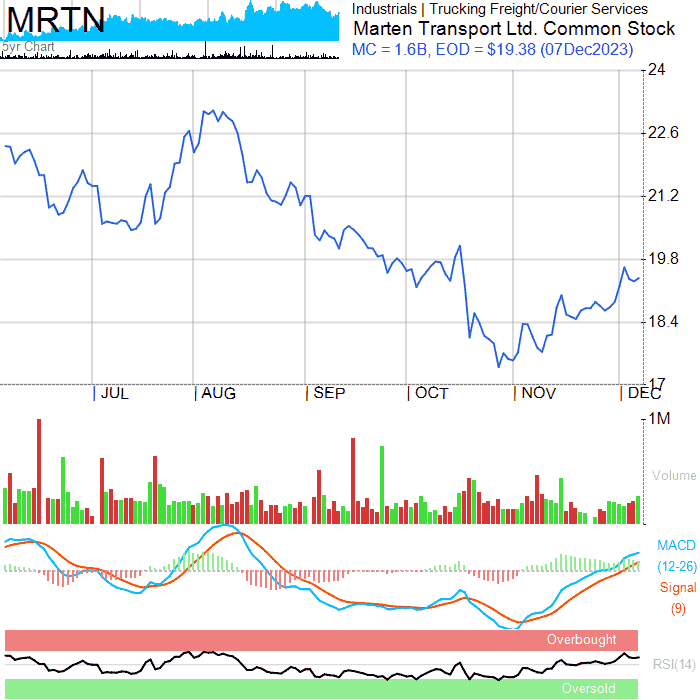 MRTN
5yr Chart
Industrials | Trucking Freight/Courier Services
Marten Transport Ltd. Common Stock
MC = 1.6B, EOD = $19.38 (07Dec2023)
24
22.6
21.2
19.8
18.4
17
JUL AUG SEP OCT NOV DEC
1M
Volume
MACD
(12-26)
Signal
(9)
Overbought
RSI(14)
Oversold